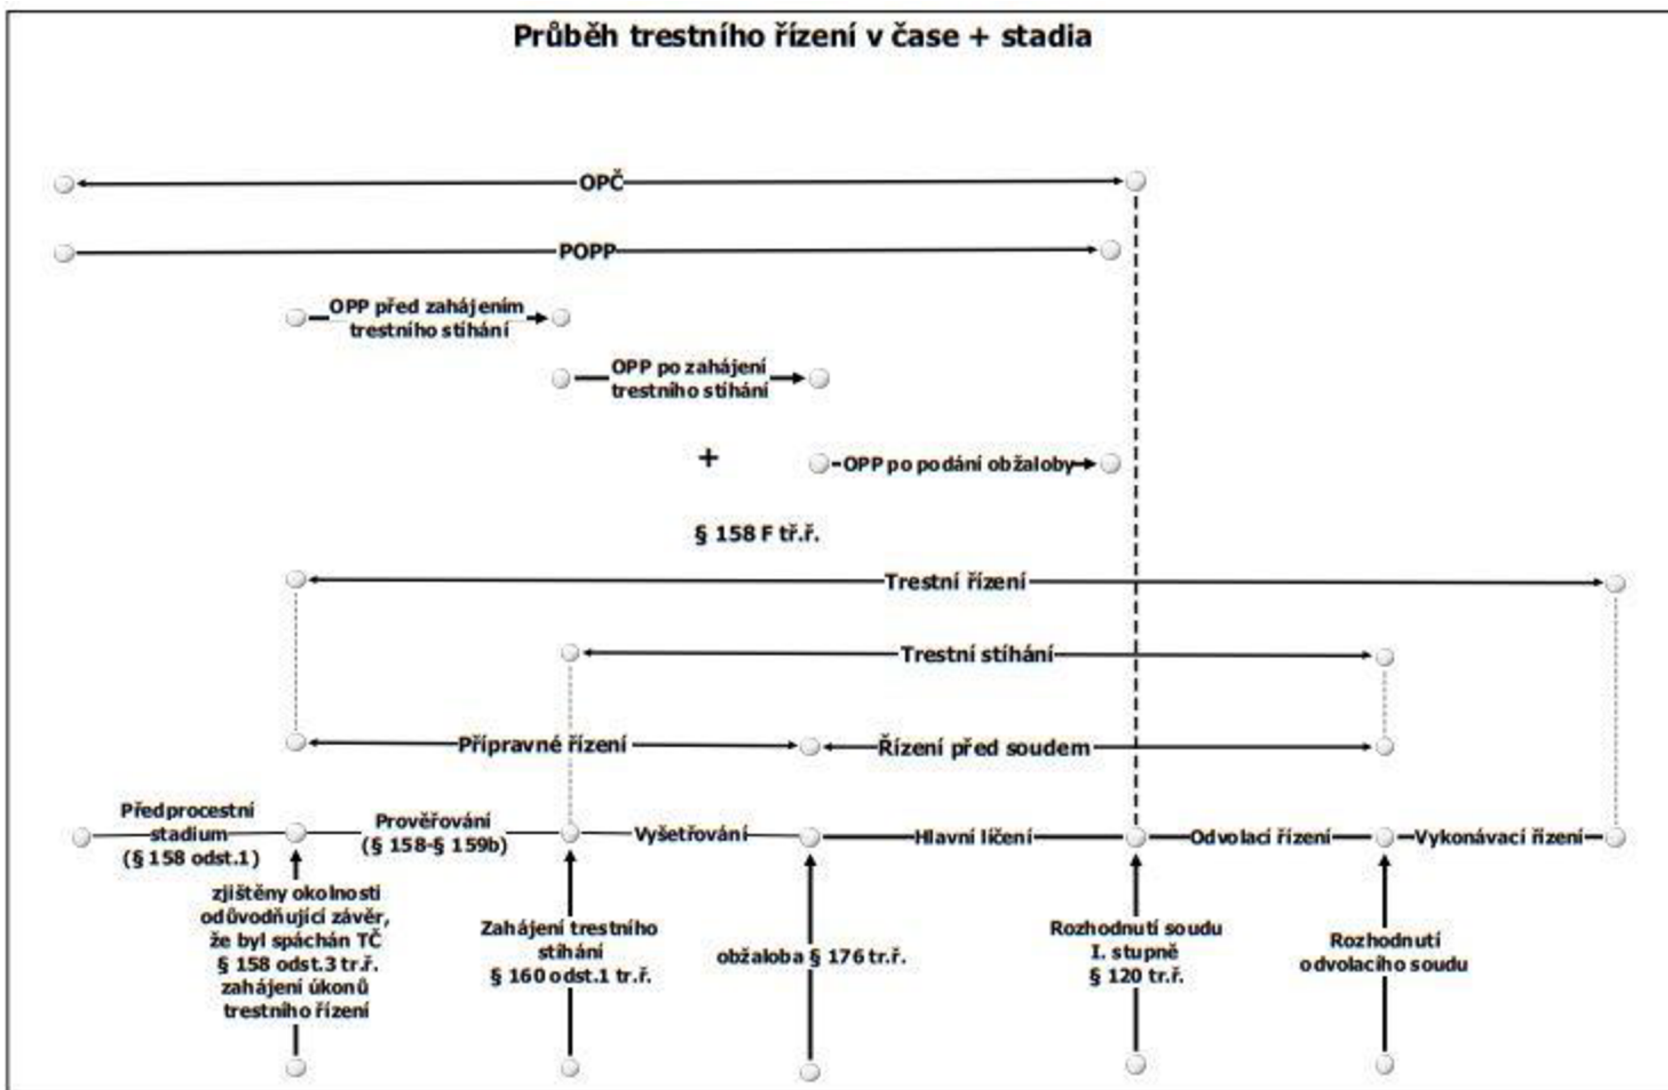 Průběh trestního řízení v čase + stadia
OPČ
POPP
OPP před zahájením
trestního stíhání
OPP po zahájení
trestního stíhání
+
OPP po podání obžaloby
§ 158 F tř.ř.
Trestní řízení
Trestní stíhání
Přípravné řízení
Řízení před soudem
Předprocestní
stadium
(§ 158 odst.1)
Prověřování
(§ 158-§ 159b)
Vyšetřování
Hlavní líčení
Odvolací řízení
Vykonávací řízení
zjištěny okolnosti
odůvodňující závěr,
že byl spáchán TČ
§ 158 odst.3 tr.ř.
zahájení úkonů
trestního řízení
Zahájení trestního
stíhání
§ 160 odst.1 tr.ř.
obžaloba § 176 tr.ř.
Rozhodnutí soudu
I. stupně
§ 120 tr.ř.
Rozhodnutí
odvolacího soudu